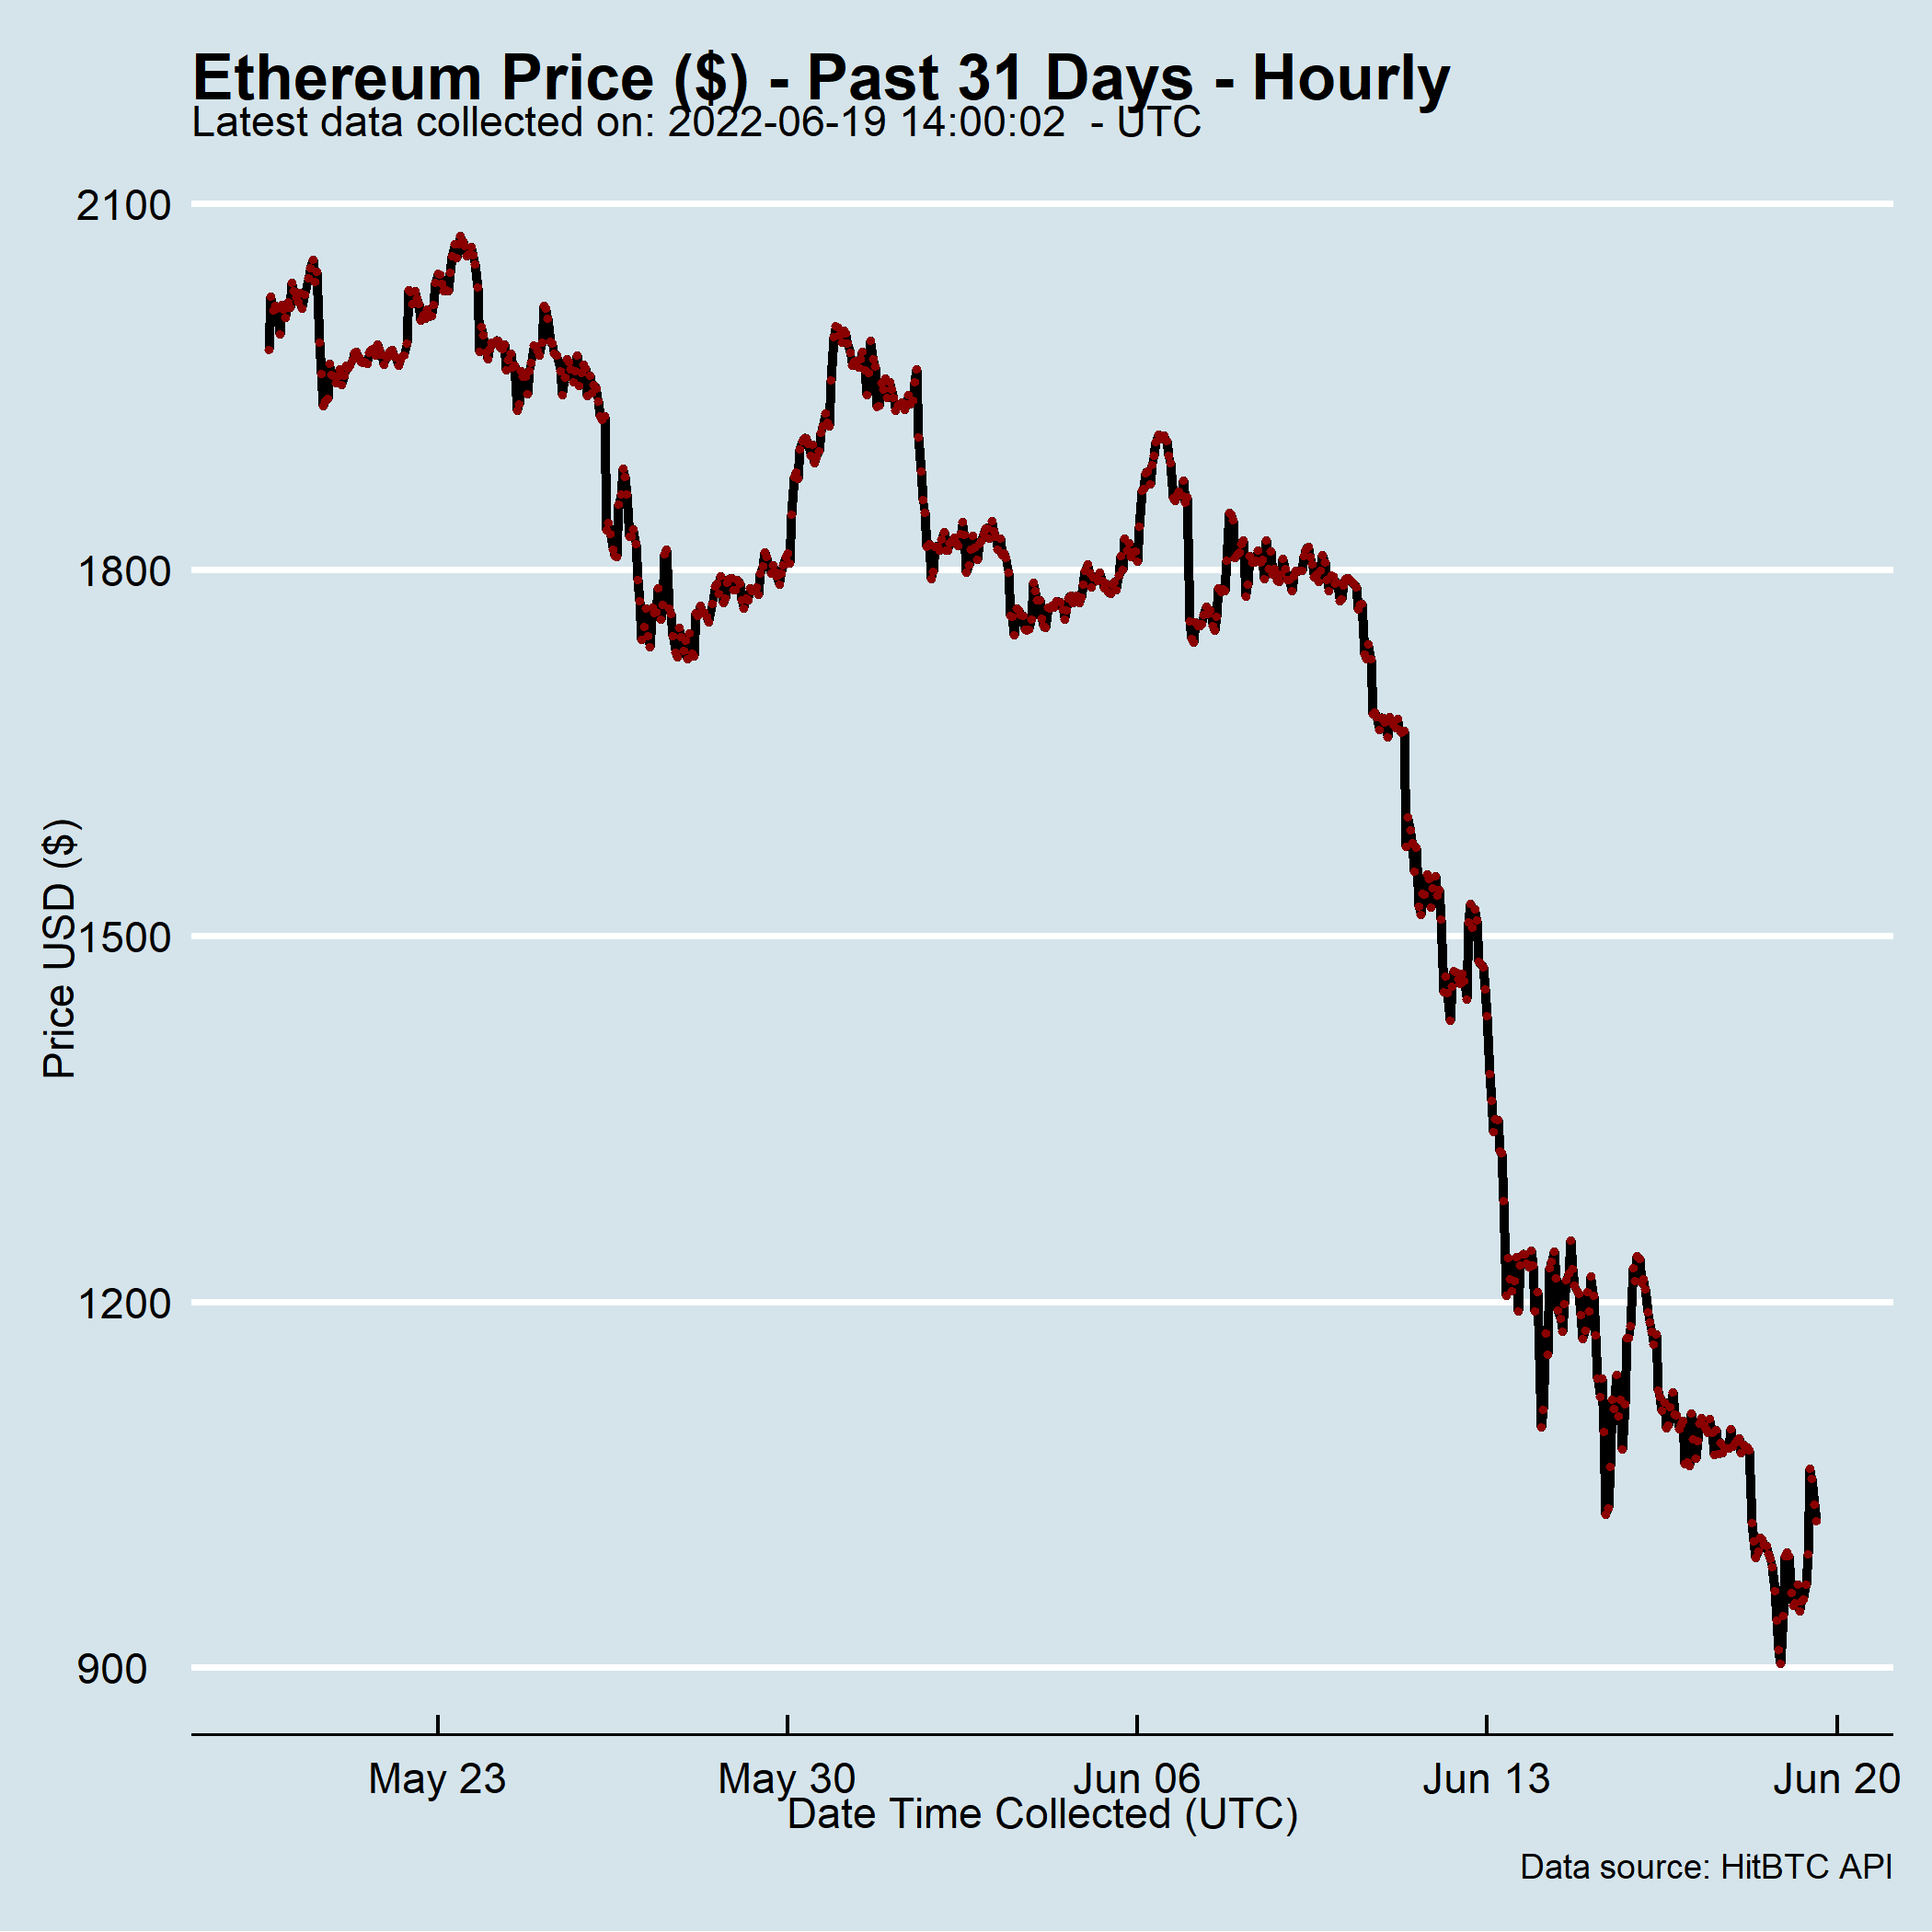 Ethereum Price ($) - Past 31 Days - Hourly
Latest data collected on: 2022-06-19 14:00:02  - UTC
2100
1800
1500
1200
900
Price USD ($)
May 23
May 30
Jun 06
Jun 13
Jun 20
Date Time Collected (UTC)
Data source: HitBTC API